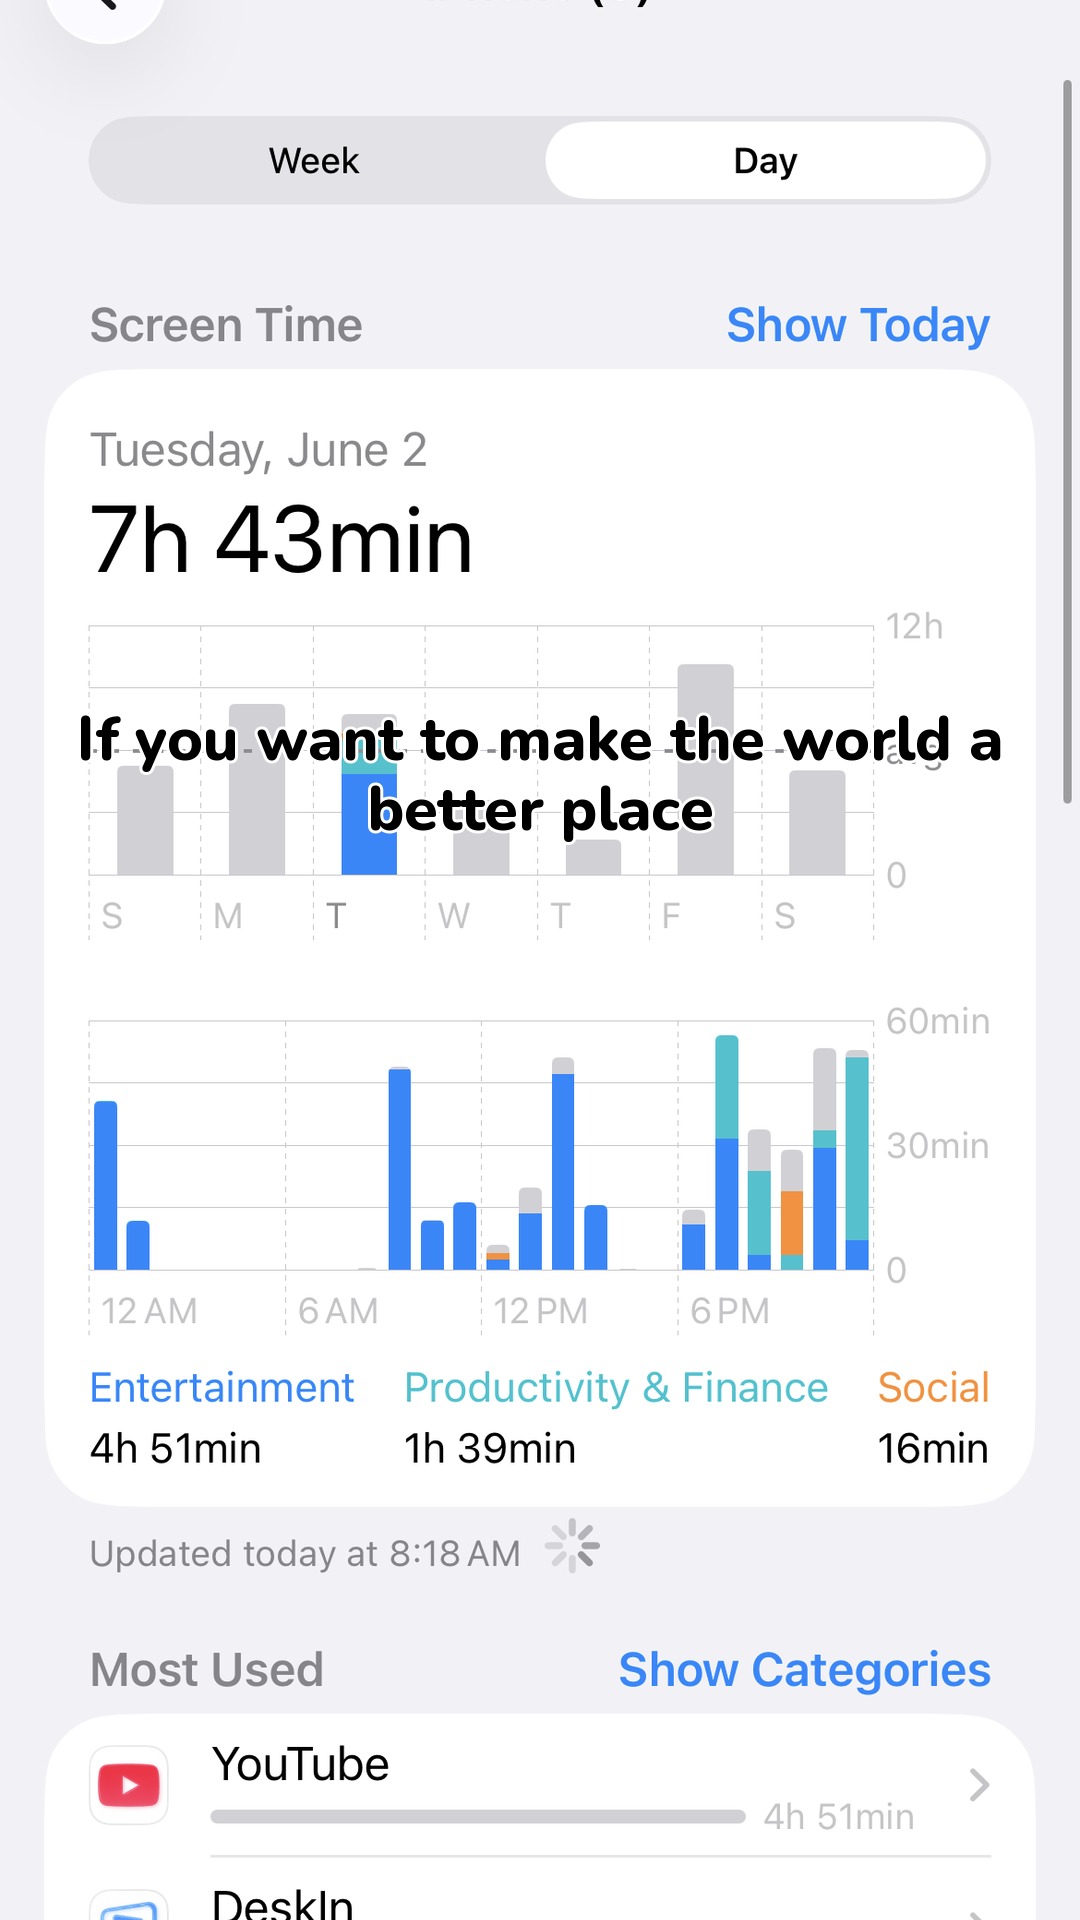 Week
Day
Screen Time
Show Today
Tuesday, June 2
7h 43min
12h
If you want to make the world a
better place
0
S M T W T F S
60min
30min
0
12 AM 6 AM 12 PM 6 PM
Entertainment Productivity & Finance Social
4h 51min 1h 39min 16min
Updated today at 8:18 AM
Most Used
Show Categories
YouTube
4h 51min
DeskIn